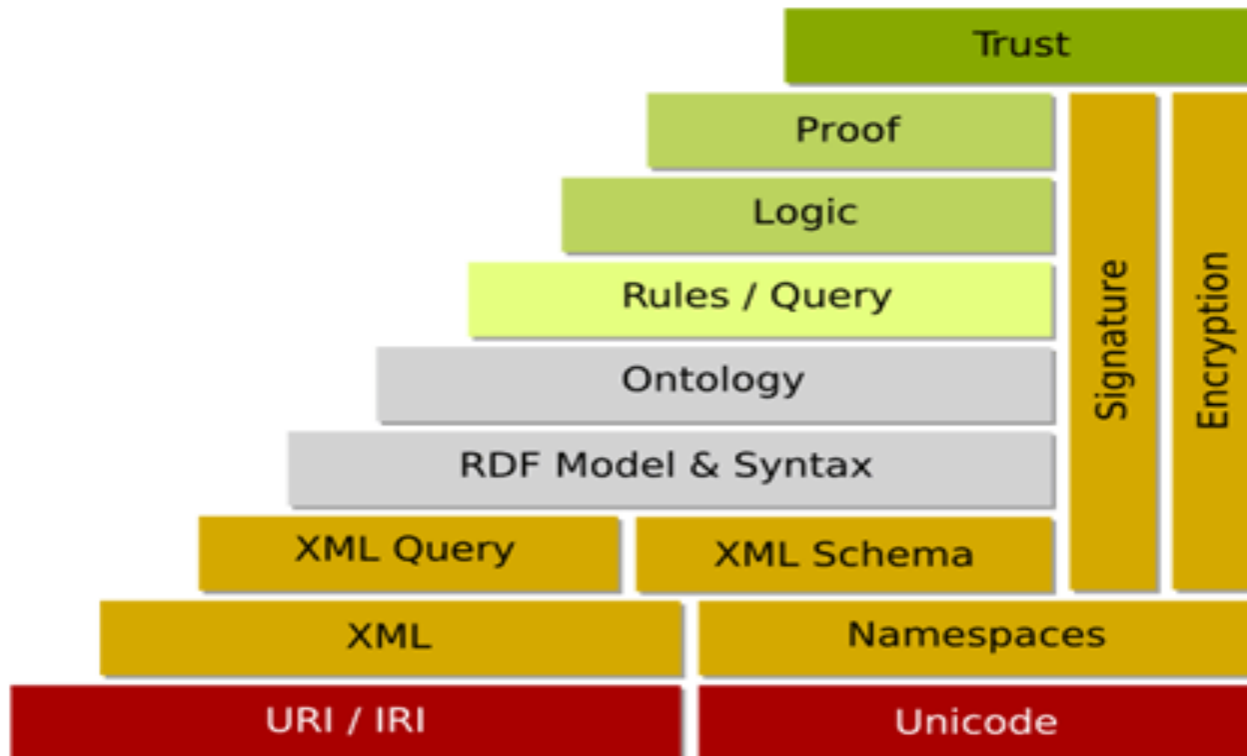 Trust
Proof
Logic
Rules / Query
Ontology
RDF Model & Syntax
Signature
Encryption
XML Query
XML Schema
XML
Namespaces
URI / IRI
Unicode